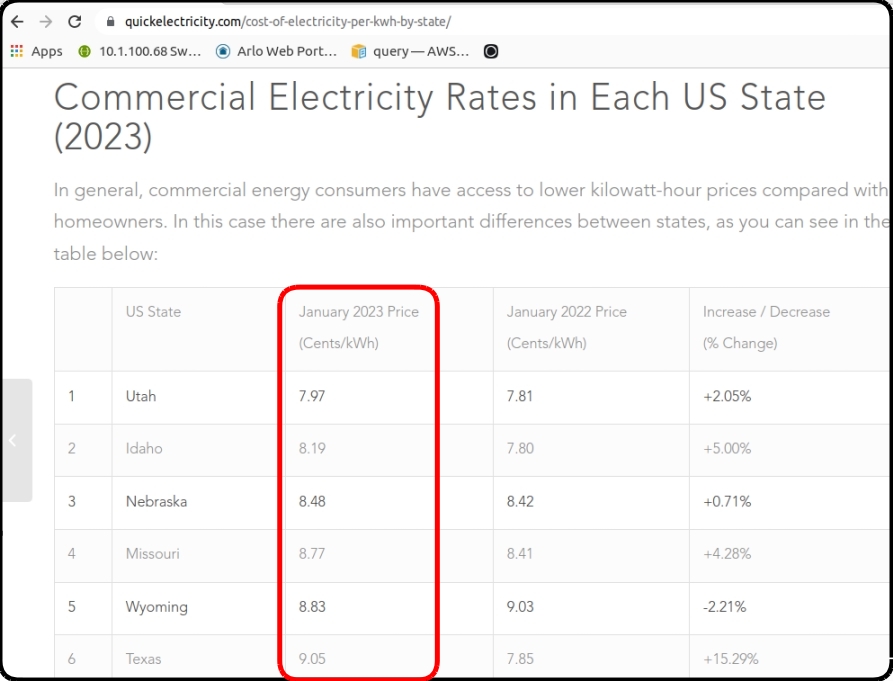 quickelectricity.com/cost-of-electricity-per-kwh-by-state/
Apps 10.1.100.68 Sw... Arlo Web Port... query — AWS...
Commercial Electricity Rates in Each US State
(2023)
In general, commercial energy consumers have access to lower kilowatt-hour prices compared with
homeowners. In this case there are also important differences between states, as you can see in the
table below:
US State January 2023 Price January 2022 Price Increase / Decrease
(Cents/kWh) (Cents/kWh) (% Change)
1 Utah 7.97 7.81 +2.05%
2 Idaho 8.19 7.80 +5.00%
3 Nebraska 8.48 8.42 +0.71%
4 Missouri 8.77 8.41 +4.28%
5 Wyoming 8.83 9.03 -2.21%
6 Texas 9.05 7.85 +15.29%